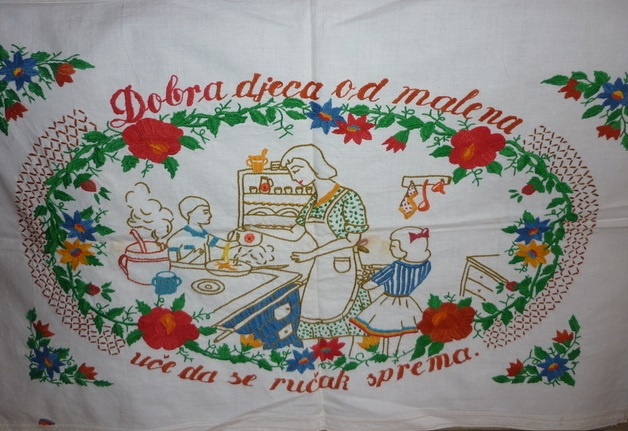 Dobra djeca od malena
uče da se ručak sprema.